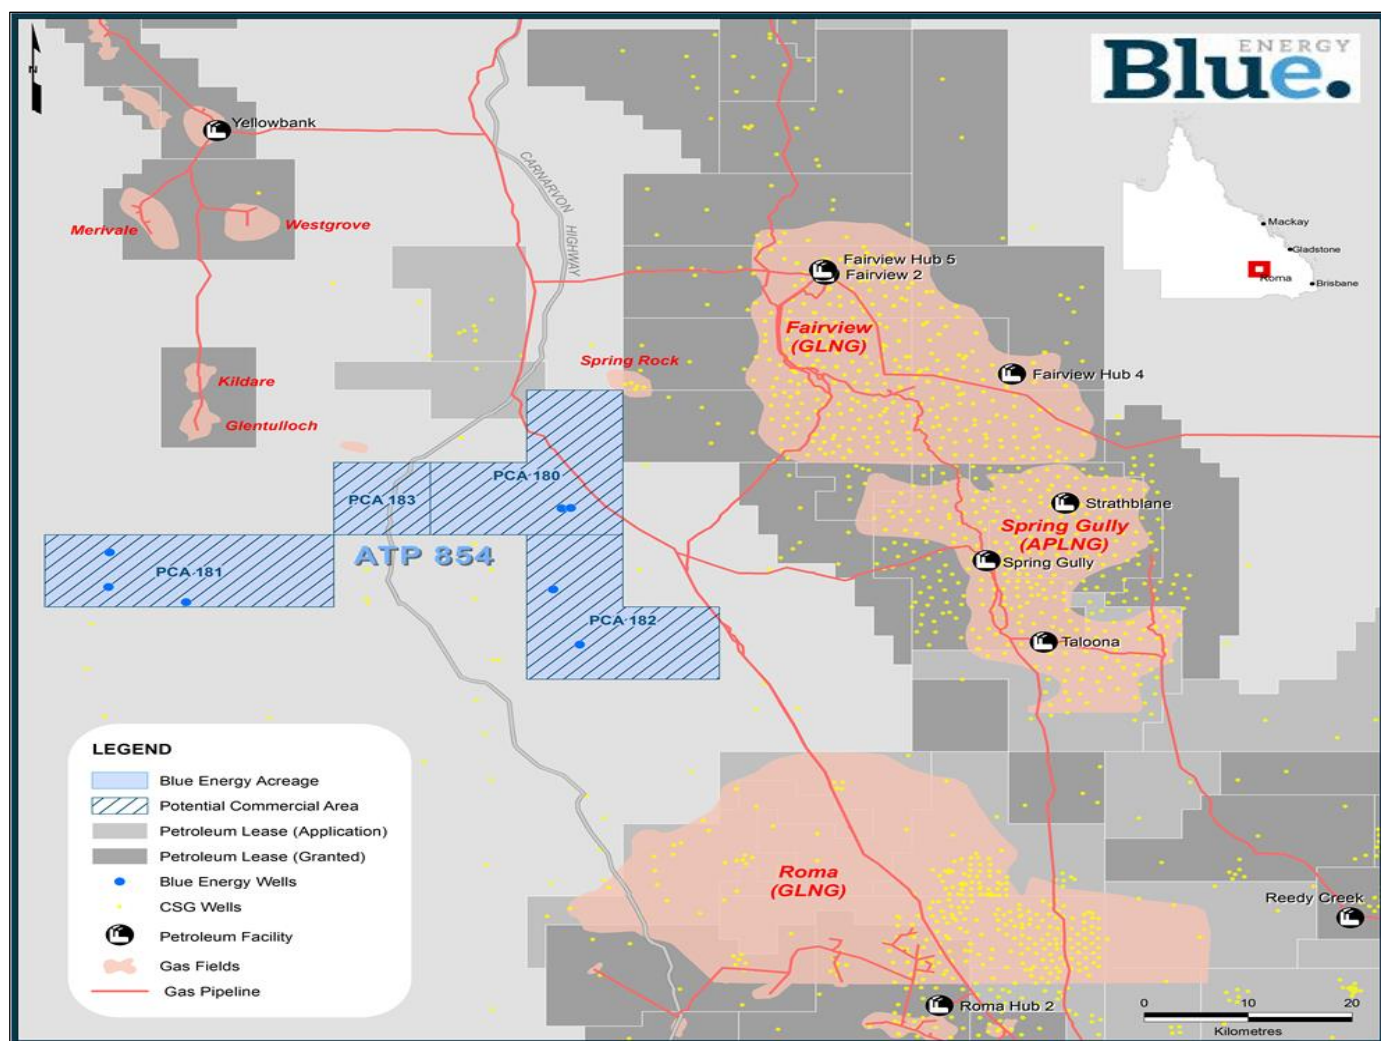 N
ENERGY
Blue.
Yellowbank
CARNARVON HIGHWAY
Merivale
Westgrove
Mackay
Gladstone
Roma
Brisbane
Fairview Hub 5
Fairview 2
Fairview
(GLNG)
Spring Rock
Fairview Hub 4
Kildare
Glentulloch
PCA 183
PCA 180
Strathblane
Spring Gully
(APLNG)
ATP 854
Spring Gully
PCA 181
PCA 182
Taloona
LEGEND
Blue Energy Acreage
Potential Commercial Area
Petroleum Lease (Application)
Petroleum Lease (Granted)
Blue Energy Wells
CSG Wells
Petroleum Facility
Gas Fields
Gas Pipeline
Roma
(GLNG)
Reedy Creek
Roma Hub 2
0 10 20
Kilometres